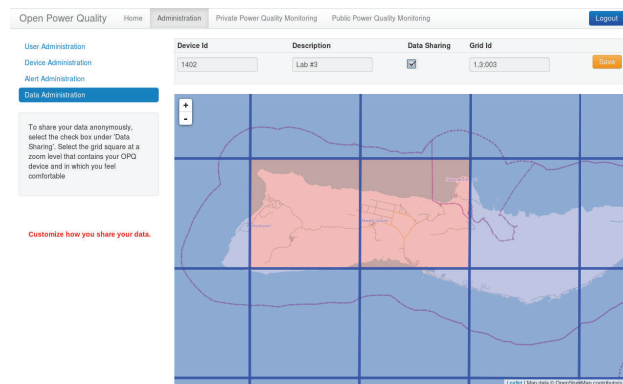 Open Power Quality Home Administration Private Power Quality Monitoring Public Power Quality Monitoring Logout
User Administration
Device Administration
Alert Administration
Data Administration
To share your data anonymously,
select the check box under 'Data
Sharing'. Select the grid square at a
zoom level that contains your OPQ
device and in which you feel
comfortable
Customize how you share your data.
Device Id Description Data Sharing Grid Id
1402 Lab #3 1,3:003 Save
+
-
Leaflet | Map data © OpenStreetMap contributors